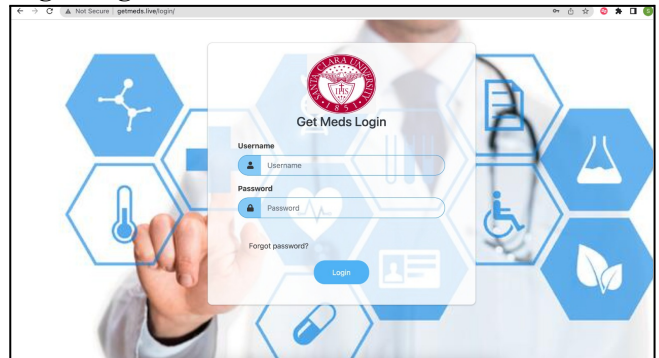 Not Secure getmeds.live/login/
SANTA CLARA UNIVERSITY
IHS
1851
Get Meds Login
Username
Username
Password
Password
Forgot password?
Login